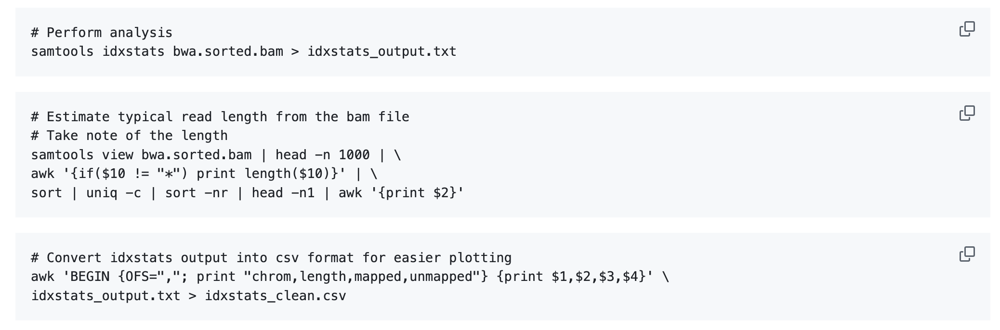 # Perform analysis
samtools idxstats bwa.sorted.bam > idxstats_output.txt
# Estimate typical read length from the bam file
# Take note of the length
samtools view bwa.sorted.bam | head -n 1000 | \
awk '{if($10 != "*") print length($10)}' | \
sort | uniq -c | sort -nr | head -n1 | awk '{print $2}'
# Convert idxstats output into csv format for easier plotting
awk 'BEGIN {OFS=","; print "chrom,length,mapped,unmapped"} {print $1,$2,$3,$4}' \
idxstats_output.txt > idxstats_clean.csv